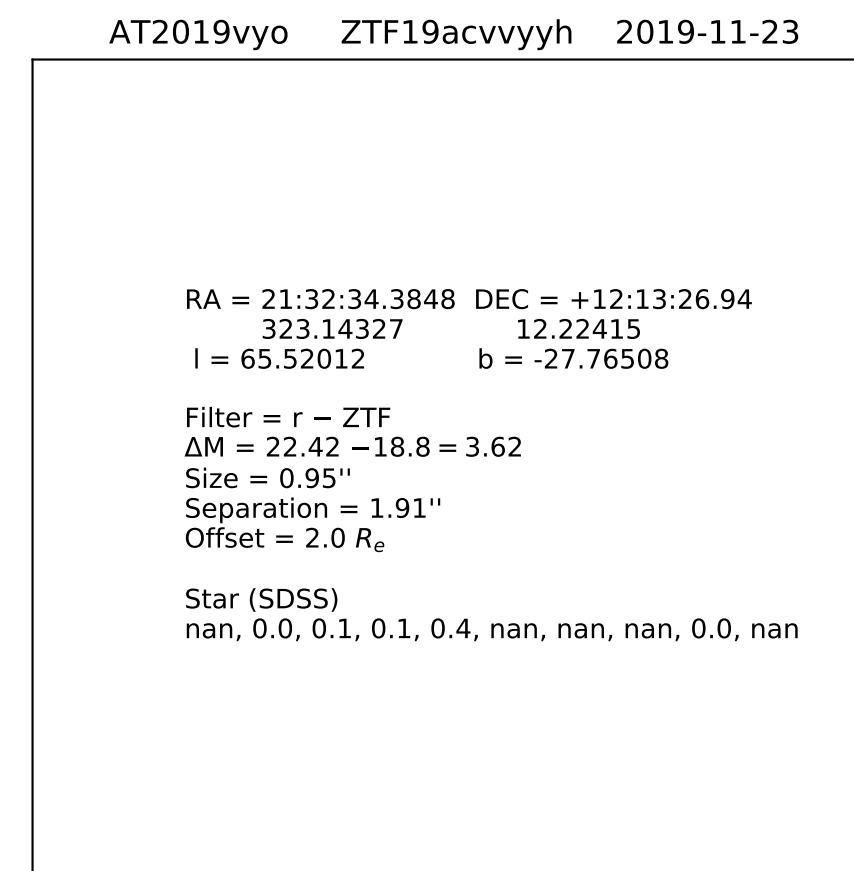 AT2019vyo ZTF19acvvyyh 2019-11-23
RA = 21:32:34.3848 DEC = +12:13:26.94
323.14327 12.22415
l = 65.52012 b = -27.76508
Filter = r − ZTF
ΔM = 22.42 −18.8 = 3.62
Size = 0.95''
Separation = 1.91''
Offset = 2.0 Re
Star (SDSS)
nan, 0.0, 0.1, 0.1, 0.4, nan, nan, nan, 0.0, nan